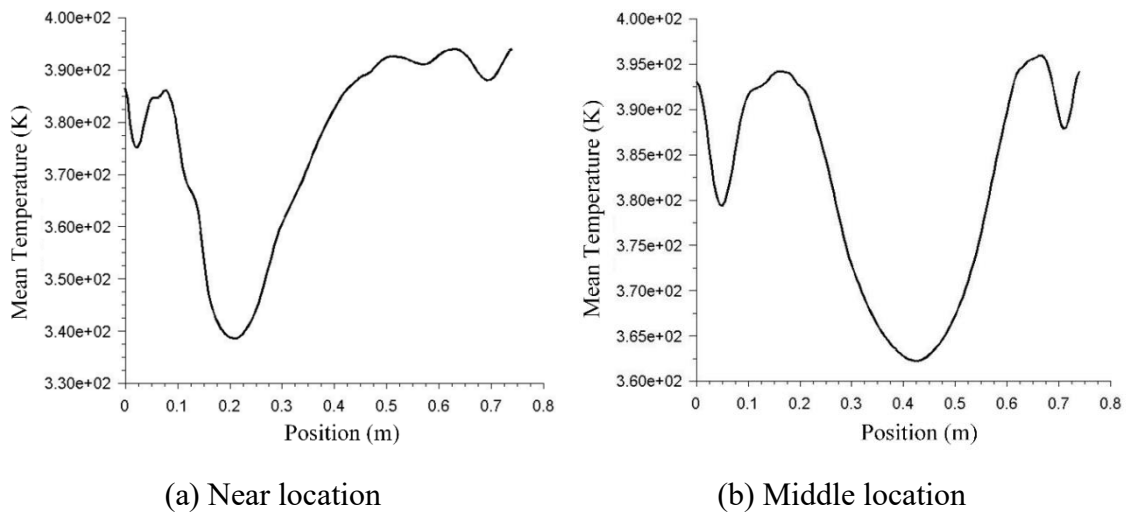 4.00e+02
3.90e+02
3.80e+02
3.70e+02
3.60e+02
3.50e+02
3.40e+02
3.30e+02
Mean Temperature (K)
0 0.1 0.2 0.3 0.4 0.5 0.6 0.7 0.8
Position (m)
(a) Near location
4.00e+02
3.95e+02
3.90e+02
3.85e+02
3.80e+02
3.75e+02
3.70e+02
3.65e+02
3.60e+02
Mean Temperature (K)
0 0.1 0.2 0.3 0.4 0.5 0.6 0.7 0.8
Position (m)
(b) Middle location